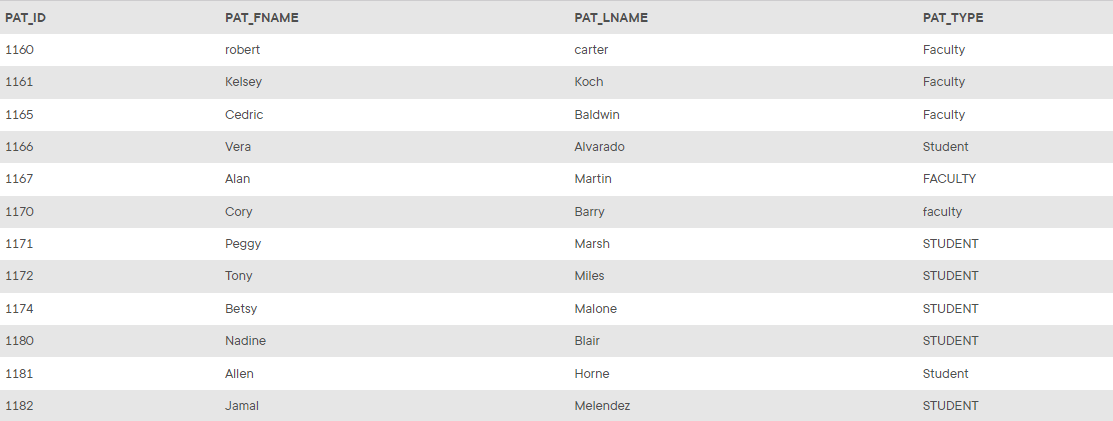 PAT_ID PAT_FNAME PAT_LNAME PAT_TYPE
1160 robert carter Faculty
1161 Kelsey Koch Faculty
1165 Cedric Baldwin Faculty
1166 Vera Alvarado Student
1167 Alan Martin FACULTY
1170 Cory Barry faculty
1171 Peggy Marsh STUDENT
1172 Tony Miles STUDENT
1174 Betsy Malone STUDENT
1180 Nadine Blair STUDENT
1181 Allen Horne Student
1182 Jamal Melendez STUDENT